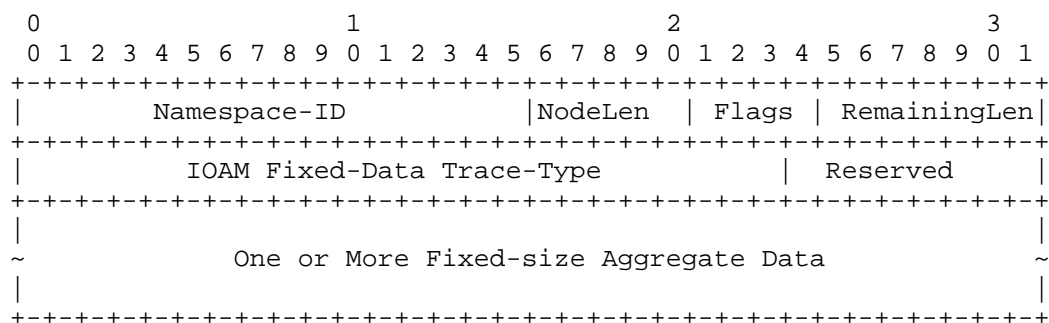 0                   1                   2                   3
 0 1 2 3 4 5 6 7 8 9 0 1 2 3 4 5 6 7 8 9 0 1 2 3 4 5 6 7 8 9 0 1
+-+-+-+-+-+-+-+-+-+-+-+-+-+-+-+-+-+-+-+-+-+-+-+-+-+-+-+-+-+-+-+-+
|        Namespace-ID           |NodeLen  | Flags | RemainingLen|
+-+-+-+-+-+-+-+-+-+-+-+-+-+-+-+-+-+-+-+-+-+-+-+-+-+-+-+-+-+-+-+-+
|          IOAM Fixed-Data Trace-Type           |  Reserved     |
+-+-+-+-+-+-+-+-+-+-+-+-+-+-+-+-+-+-+-+-+-+-+-+-+-+-+-+-+-+-+-+-+
|                                                               |
~             One or More Fixed-size Aggregate Data             ~
|                                                               |
+-+-+-+-+-+-+-+-+-+-+-+-+-+-+-+-+-+-+-+-+-+-+-+-+-+-+-+-+-+-+-+-+